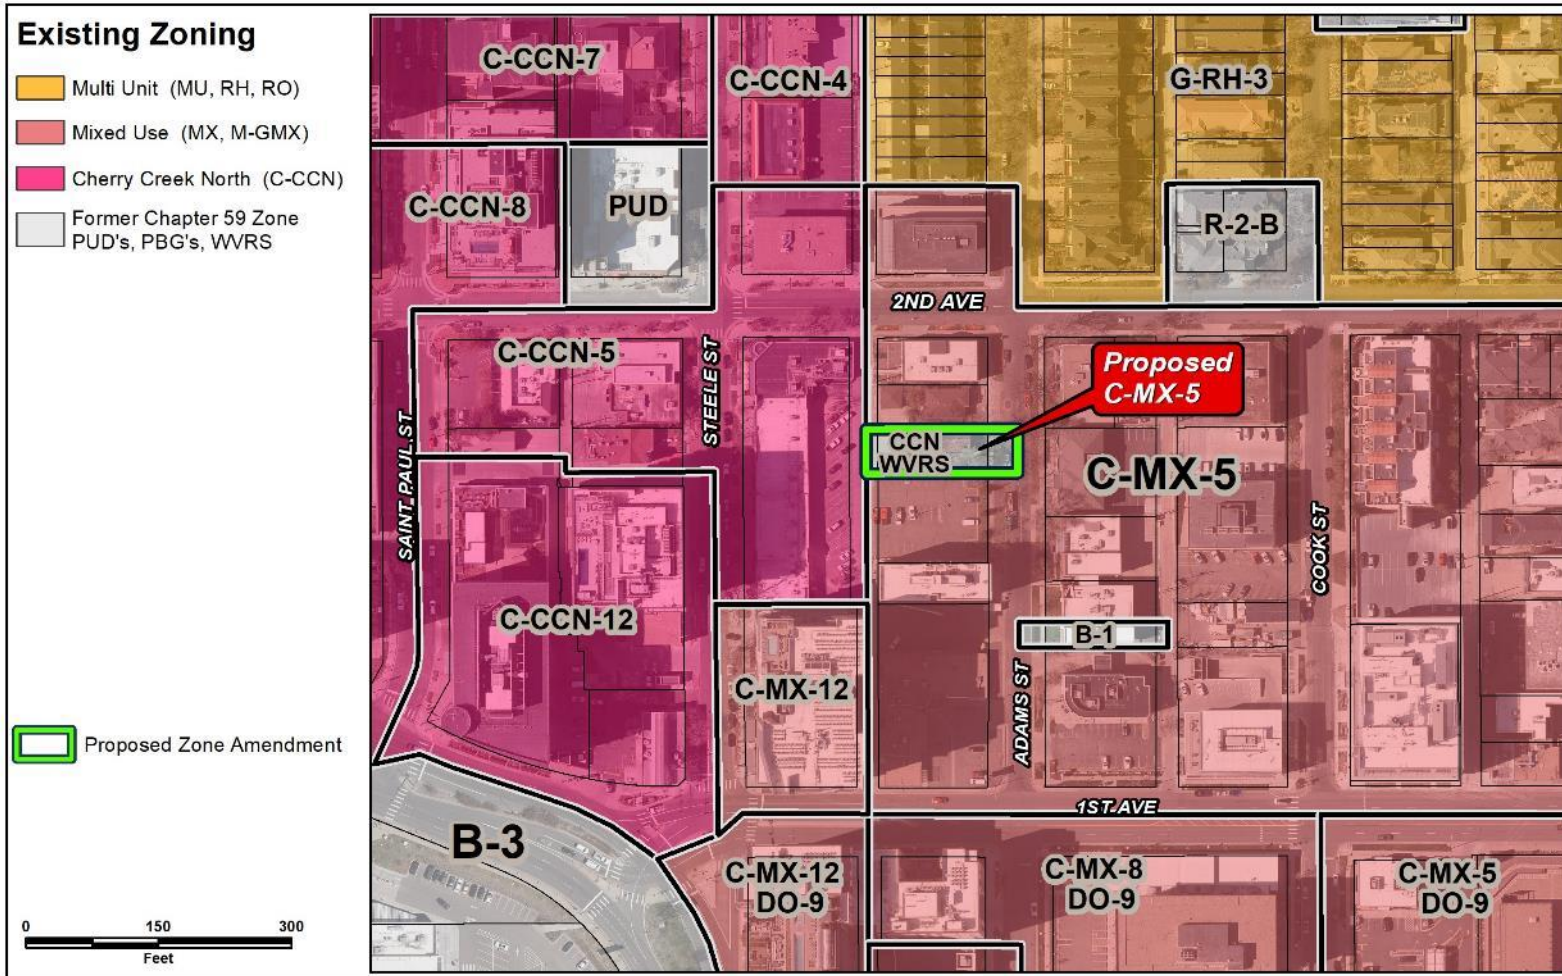 Existing Zoning
Multi Unit (MU, RH, RO)
Mixed Use (MX, M-GMX)
Cherry Creek North (C-CCN)
Former Chapter 59 Zone
PUD's, PBG's, WVRS
Proposed Zone Amendment
0 150 300
Feet
C-CCN-7
C-CCN-4
G-RH-3
C-CCN-8
PUD
R-2-B
2ND AVE
C-CCN-5
STEELE ST
Proposed
C-MX-5
SAINT PAUL ST
CCN
WVRS
C-MX-5
COOK ST
C-CCN-12
B-1
C-MX-12
ADAMS ST
1ST AVE
B-3
C-MX-12
DO-9
C-MX-8
DO-9
C-MX-5
DO-9